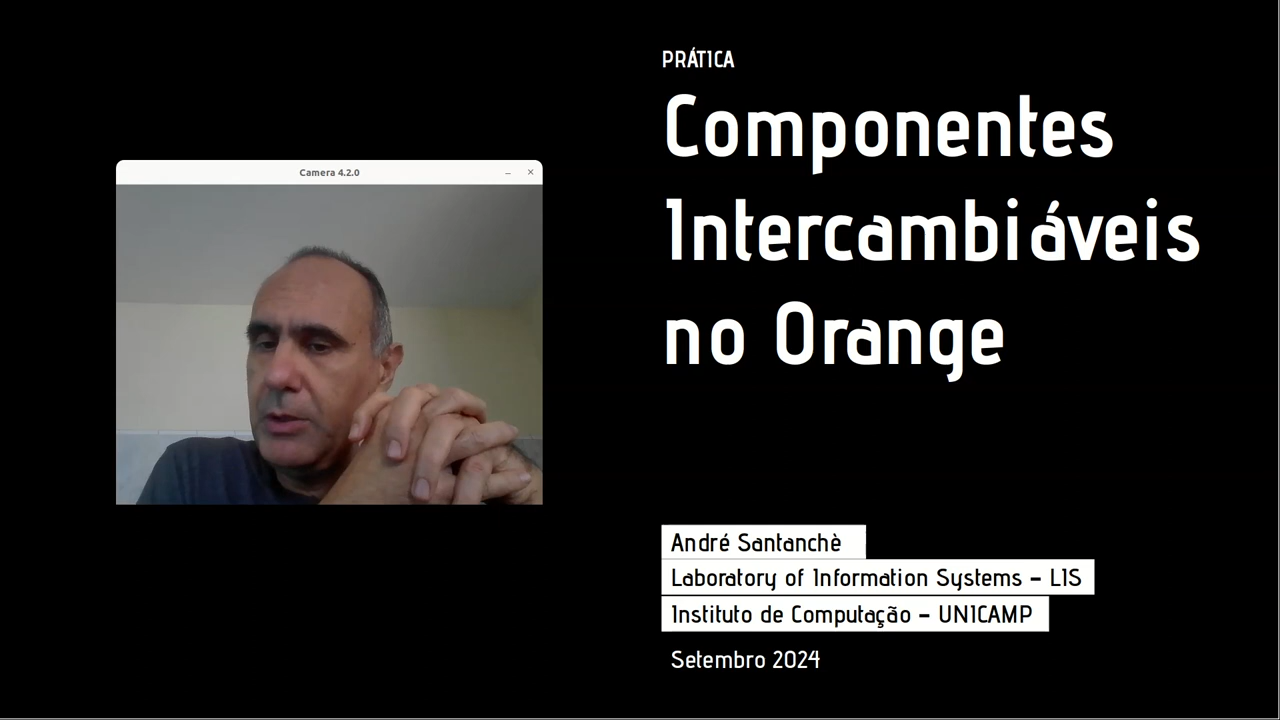 PRÁTICA
Componentes
Intercambiáveis
no Orange
Camera 4.2.0
André Santanchè
Laboratory of Information Systems – LIS
Instituto de Computação – UNICAMP
Setembro 2024